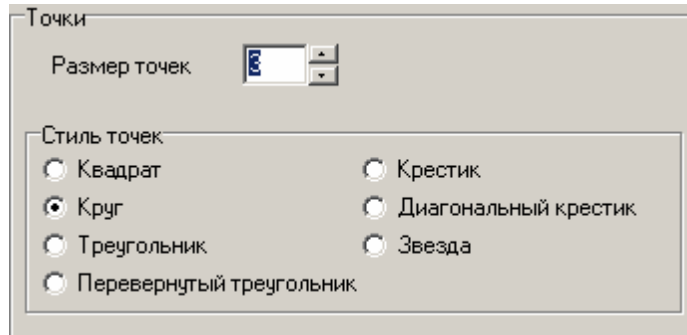 Точки
Размер точек 3
Стиль точек
Квадрат
Крестик
Круг
Диагональный крестик
Треугольник
Звезда
Перевернутый треугольник